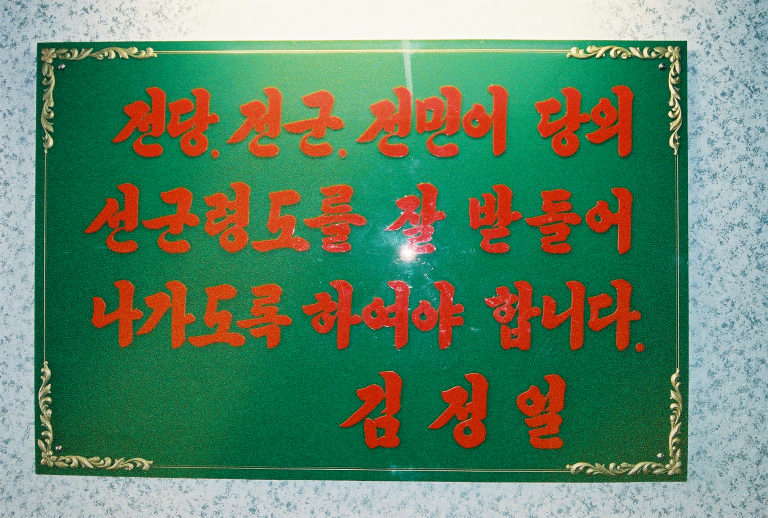 전당, 전군, 전민이 당의
선군령도를 잘 받들어
나가도록 하여야 합니다.
김정일